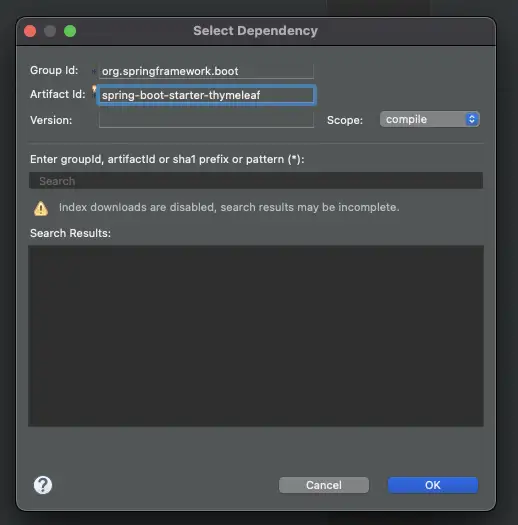 Select Dependency
Group Id: org.springframework.boot
Artifact Id: spring-boot-starter-thymeleaf
Version: Scope: compile
Enter groupId, artifactId or sha1 prefix or pattern (*):
Search
Index downloads are disabled, search results may be incomplete.
Search Results:
?
Cancel OK